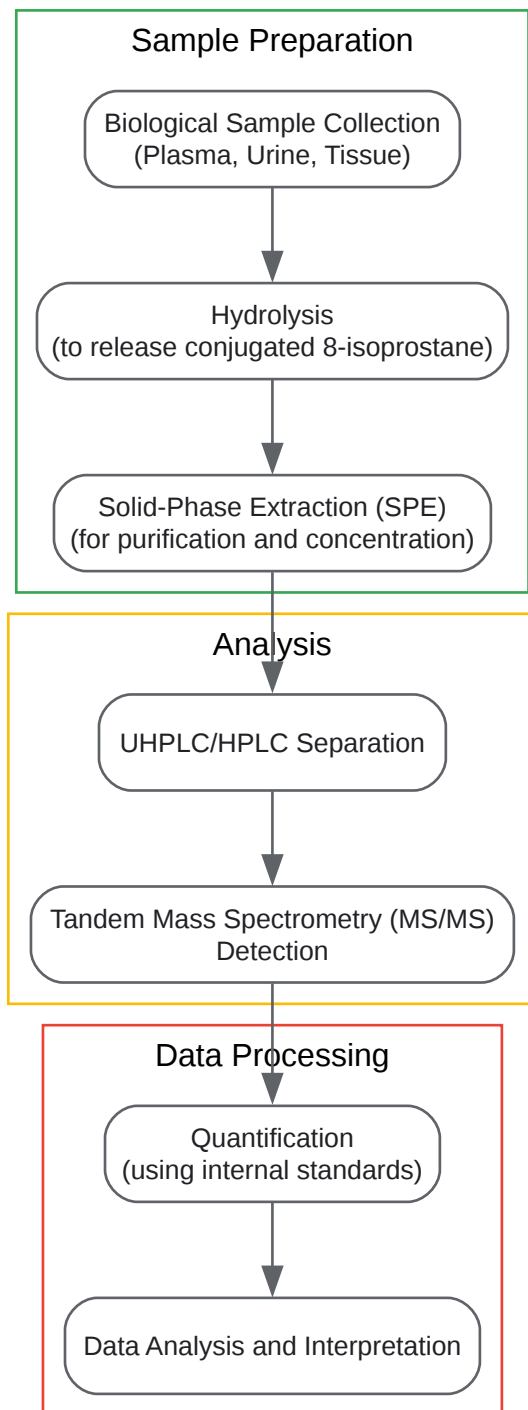 Sample Preparation
Biological Sample Collection
(Plasma, Urine, Tissue)
Hydrolysis
(to release conjugated 8-isoprostane)
Solid-Phase Extraction (SPE)
(for purification and concentration)
Analysis
UHPLC/HPLC Separation
Tandem Mass Spectrometry (MS/MS)
Detection
Data Processing
Quantification
(using internal standards)
Data Analysis and Interpretation